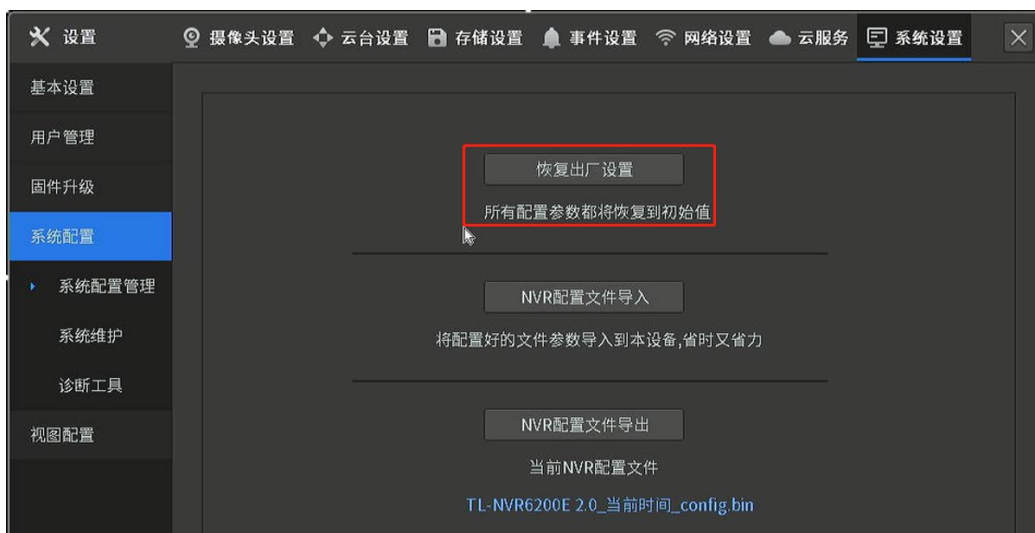 设置 摄像头设置 云台设置 存储设置 事件设置 网络设置 云服务 系统设置
基本设置
用户管理
固件升级
系统配置
系统配置管理
系统维护
诊断工具
视图配置
恢复出厂设置
所有配置参数都将恢复到初始值
NVR配置文件导入
将配置好的文件参数导入到本设备,省时又省力
NVR配置文件导出
当前NVR配置文件
TL-NVR6200E 2.0_当前时间_config.bin